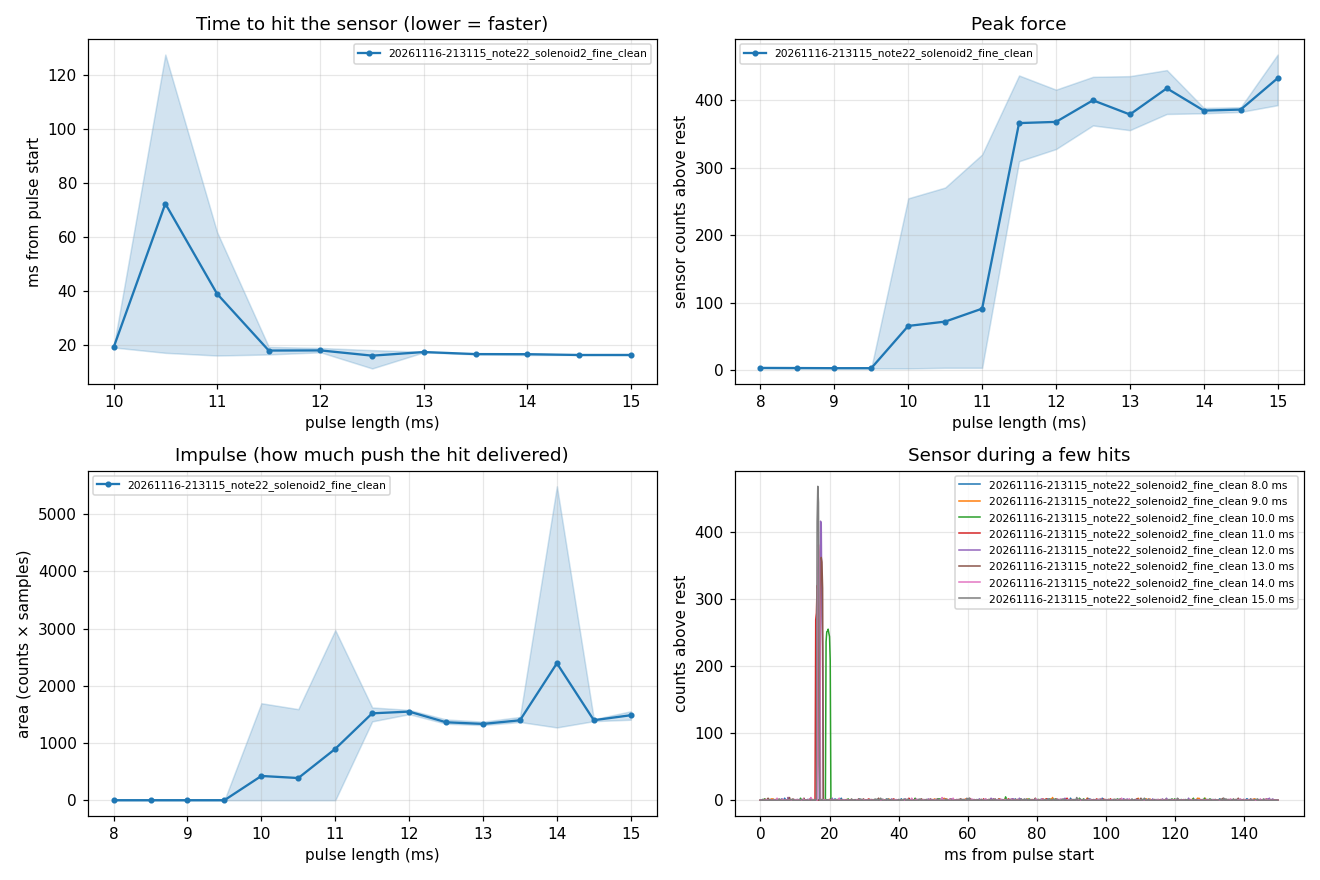 Time to hit the sensor (lower = faster)
20261116-213115_note22_solenoid2_fine_clean
ms from pulse start
120
100
80
60
40
20
10 11 12 13 14 15
pulse length (ms)
Peak force
20261116-213115_note22_solenoid2_fine_clean
sensor counts above rest
400
300
200
100
0
8 9 10 11 12 13 14 15
pulse length (ms)
Impulse (how much push the hit delivered)
20261116-213115_note22_solenoid2_fine_clean
area (counts × samples)
5000
4000
3000
2000
1000
0
8 9 10 11 12 13 14 15
pulse length (ms)
Sensor during a few hits
20261116-213115_note22_solenoid2_fine_clean 8.0 ms
20261116-213115_note22_solenoid2_fine_clean 9.0 ms
20261116-213115_note22_solenoid2_fine_clean 10.0 ms
20261116-213115_note22_solenoid2_fine_clean 11.0 ms
20261116-213115_note22_solenoid2_fine_clean 12.0 ms
20261116-213115_note22_solenoid2_fine_clean 13.0 ms
20261116-213115_note22_solenoid2_fine_clean 14.0 ms
20261116-213115_note22_solenoid2_fine_clean 15.0 ms
counts above rest
400
300
200
100
0
0 20 40 60 80 100 120 140
ms from pulse start